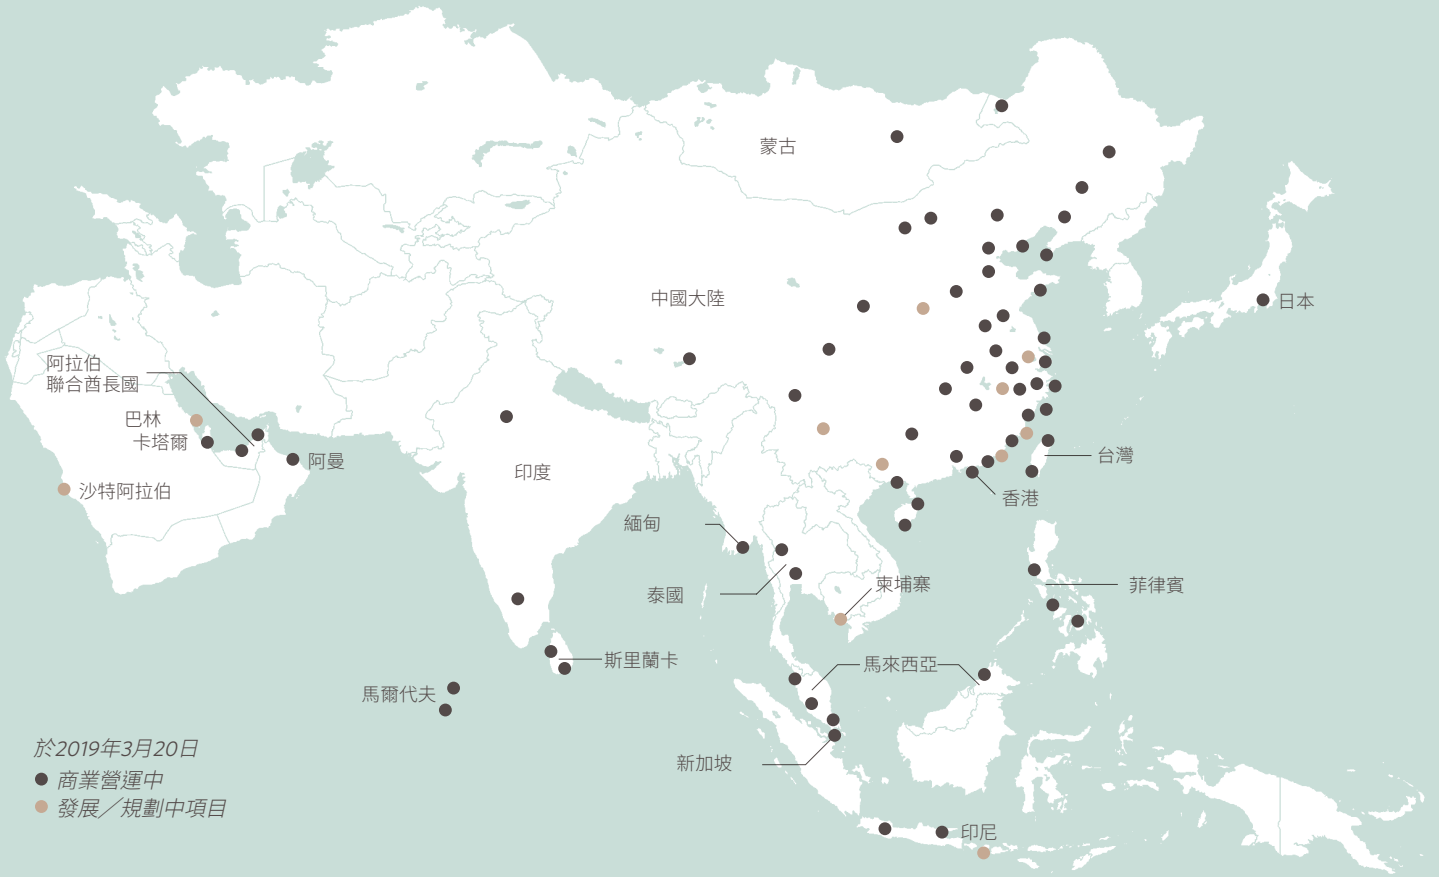 蒙古
中國大陸
日本
阿拉伯
聯合酋長國
巴林
卡塔爾
阿曼
沙特阿拉伯
印度
台灣
香港
緬甸
泰國
柬埔寨
菲律賓
斯里蘭卡
馬來西亞
馬爾代夫
新加坡
印尼
於2019年3月20日
商業營運中
發展／規劃中項目